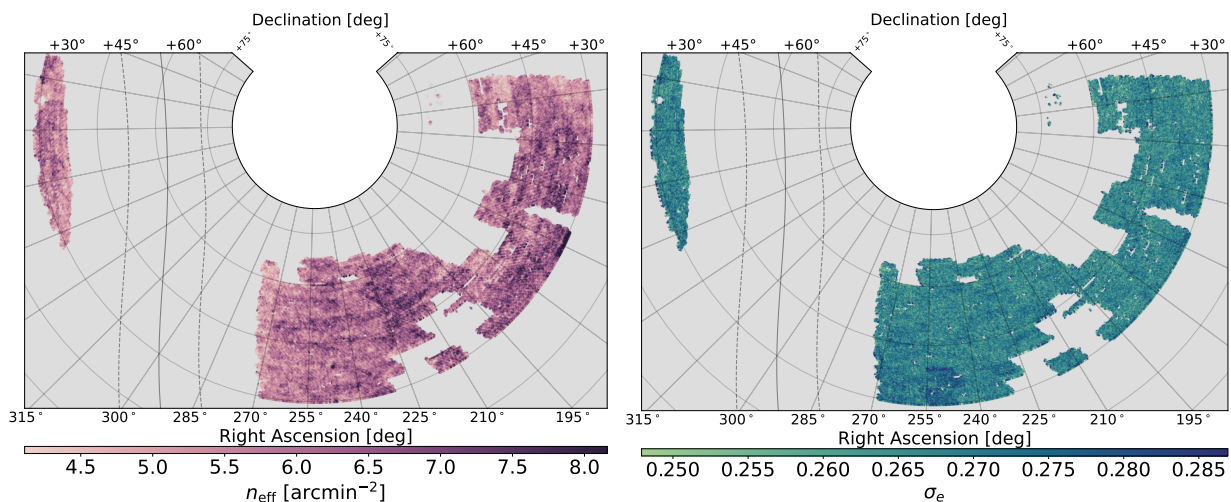 Declination [deg]
+30° +45° +60° +75° +75° +60° +45° +30°
315° 300° 285° 270° 255° 240° 225° 210° 195°
Right Ascension [deg]
4.5 5.0 5.5 6.0 6.5 7.0 7.5 8.0
n_eff [arcmin⁻²]
Declination [deg]
+30° +45° +60° +75° +75° +60° +45° +30°
315° 300° 285° 270° 255° 240° 225° 210° 195°
Right Ascension [deg]
0.250 0.255 0.260 0.265 0.270 0.275 0.280 0.285
σ_e